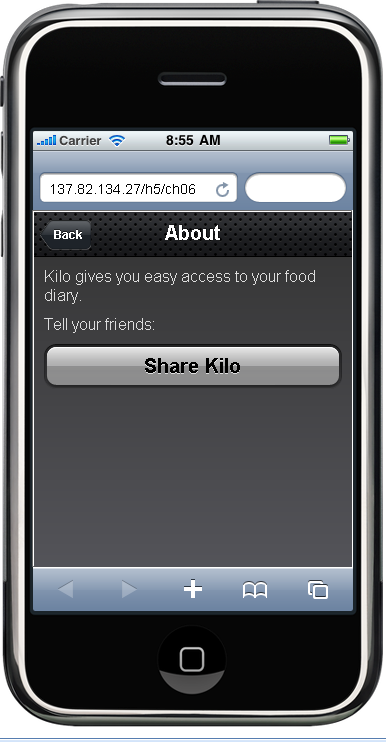 Carrier 8:55 AM
137.82.134.27/h5/ch06
Back About
Kilo gives you easy access to your food
diary.
Tell your friends:
Share Kilo